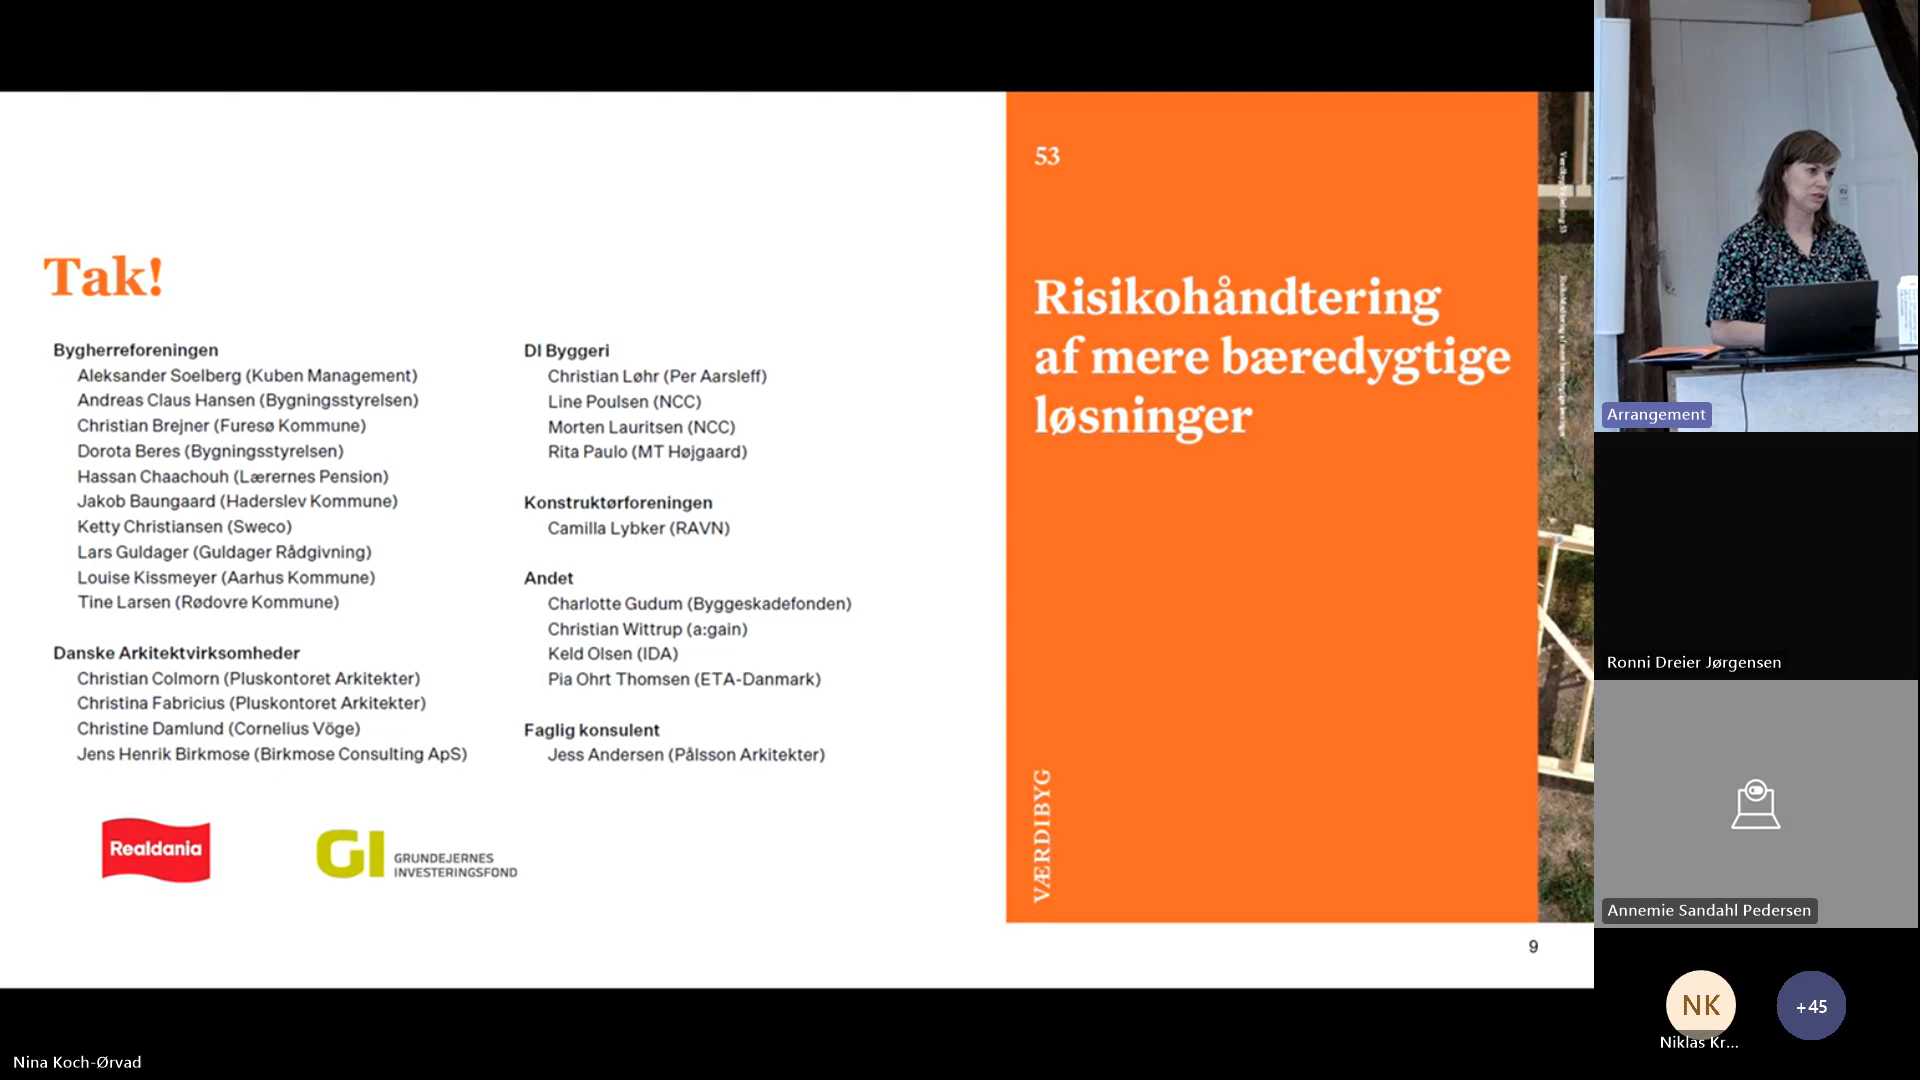 Tak!
Bygherreforeningen
Aleksander Soelberg (Kuben Management)
Andreas Claus Hansen (Bygningsstyrelsen)
Christian Brejner (Furesø Kommune)
Dorota Beres (Bygningsstyrelsen)
Hassan Chaachouh (Lærernes Pension)
Jakob Baungaard (Haderslev Kommune)
Ketty Christiansen (Sweco)
Lars Guldager (Guldager Rådgivning)
Louise Kissmeyer (Aarhus Kommune)
Tine Larsen (Rødovre Kommune)
Danske Arkitektvirksomheder
Christian Colmorn (Pluskontoret Arkitekter)
Christina Fabricius (Pluskontoret Arkitekter)
Christine Damlund (Cornelius Vöge)
Jens Henrik Birkmose (Birkmose Consulting ApS)
DI Byggeri
Christian Løhr (Per Aarsleff)
Line Poulsen (NCC)
Morten Lauritsen (NCC)
Rita Paulo (MT Højgaard)
Konstruktørforeningen
Camilla Lybker (RAVN)
Andet
Charlotte Gudum (Byggeskadefonden)
Christian Wittrup (a:gain)
Keld Olsen (IDA)
Pia Ohrt Thomsen (ETA-Danmark)
Faglig konsulent
Jess Andersen (Pålsson Arkitekter)
Realdania
GI GRUNDEJERNES
INVESTERINGSFOND
53
Risikohåndtering
af mere bæredygtige
løsninger
VÆRDIBYG
9
Arrangement
Ronni Dreier Jørgensen
Annemie Sandahl Pedersen
NK
+45
Niklas Kr...
Nina Koch-Ørvad